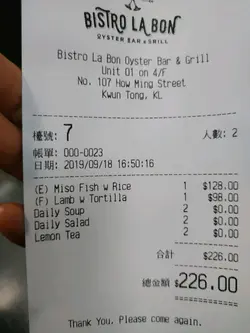 BISTRO LA BON
OYSTER BAR & GRILL
Bistro La Bon Oyster Bar & Grill
Unit 01 on 4/F
No. 107 How Ming Street
Kwun Tong, KL
檯號: 7 人數: 2
帳單: 000-0023
日期: 2019/09/18 16:50:16
(E) Miso Fish w Rice 1 $128.00
(F) Lamb w Tortilla 1 $98.00
Daily Soup 2 $0.00
Daily Salad 2 $0.00
Lemon Tea 2 $0.00
合計 $226.00
總金額 $226.00
Thank You, Please come again.